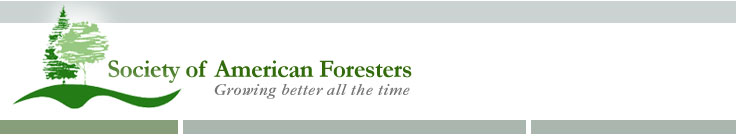 Society of American Foresters
Growing better all the time